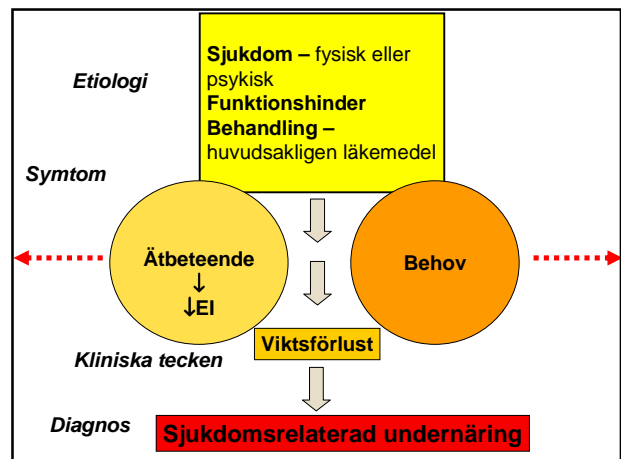 Etiologi
Sjukdom – fysisk eller
psykisk
Funktionshinder
Behandling –
huvudsakligen läkemedel
Symtom
Ätbeteende
↓
↓EI
Behov
Viktsförlust
Kliniska tecken
Diagnos
Sjukdomsrelaterad undernäring